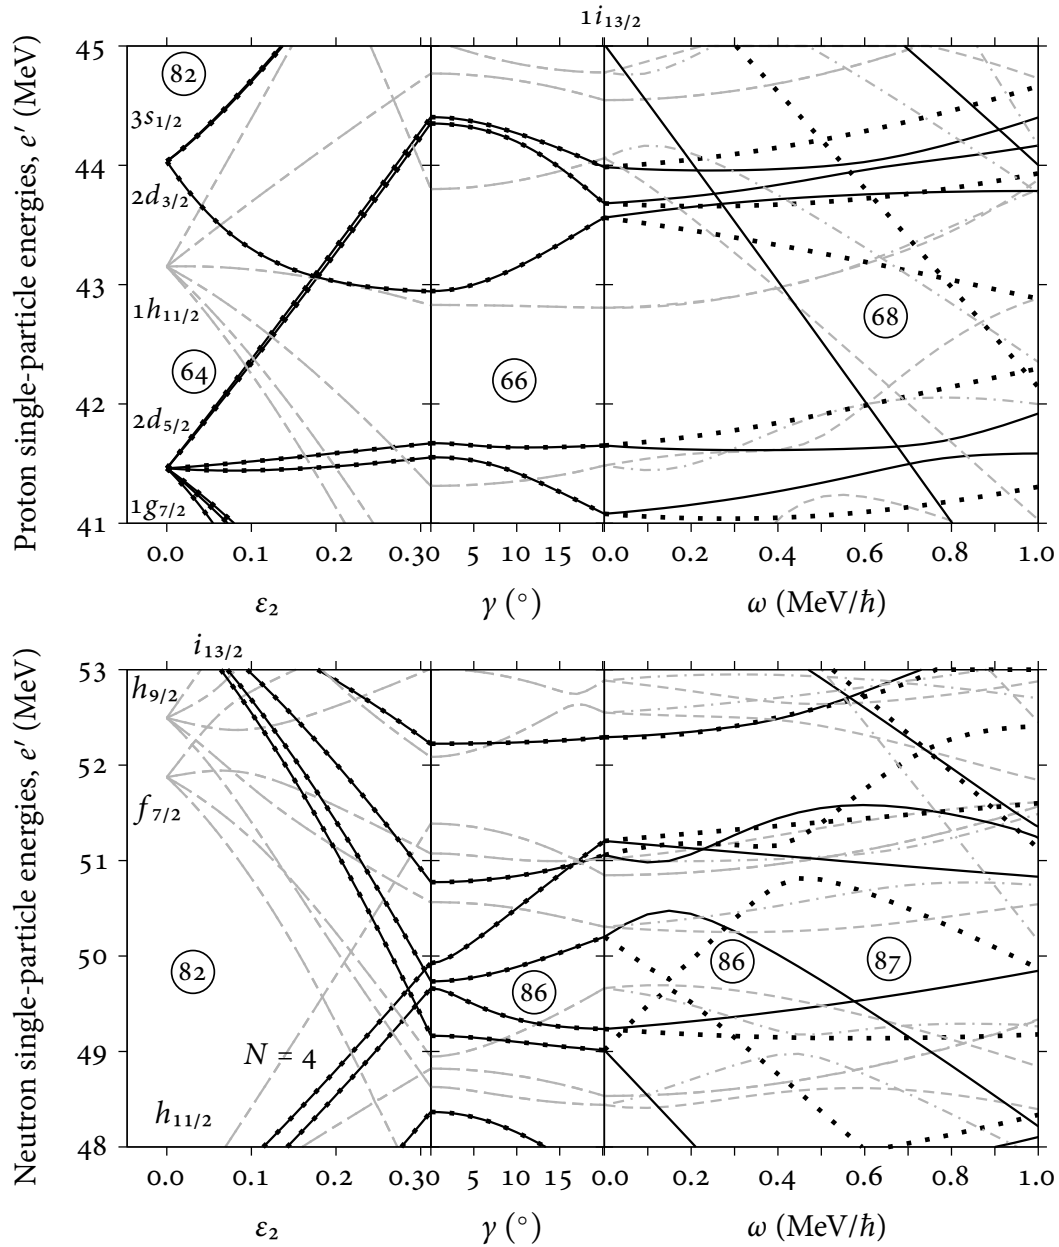 1i₁₃/₂
Proton single-particle energies, e′ (MeV)
45
44
43
42
41
82
3s₁/₂
2d₃/₂
1h₁₁/₂
64
2d₅/₂
1g₇/₂
66
68
0.0 0.1 0.2 0.30 5 10 15 0.0 0.2 0.4 0.6 0.8 1.0
ε₂ γ (°) ω (MeV/ħ)
i₁₃/₂
Neutron single-particle energies, e′ (MeV)
53
52
51
50
49
48
h₉/₂
f₇/₂
82
N = 4
h₁₁/₂
86
86
87
0.0 0.1 0.2 0.30 5 10 15 0.0 0.2 0.4 0.6 0.8 1.0
ε₂ γ (°) ω (MeV/ħ)